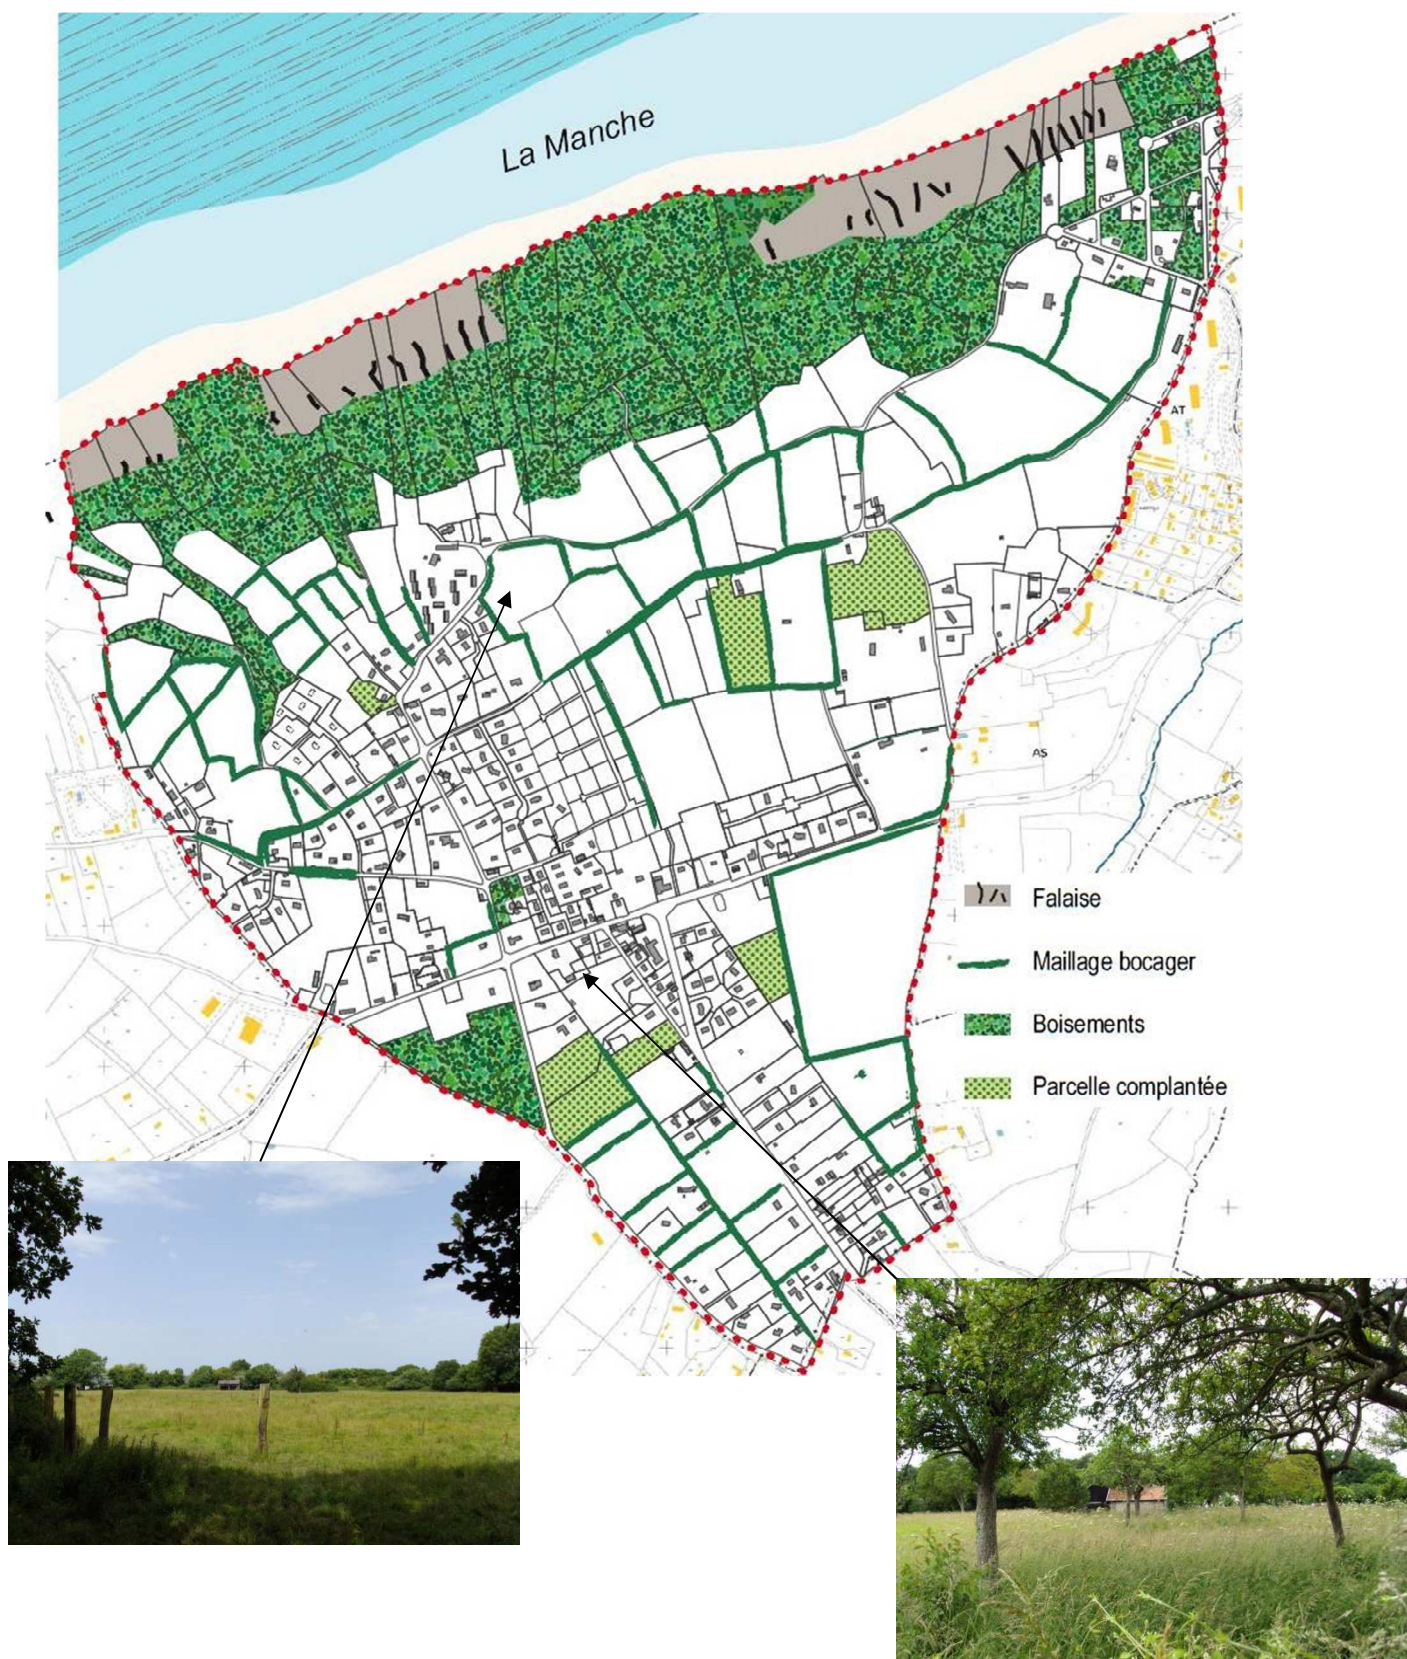 La Manche
AT
AS
Falaise
Maillage bocager
Boisements
Parcelle complantée